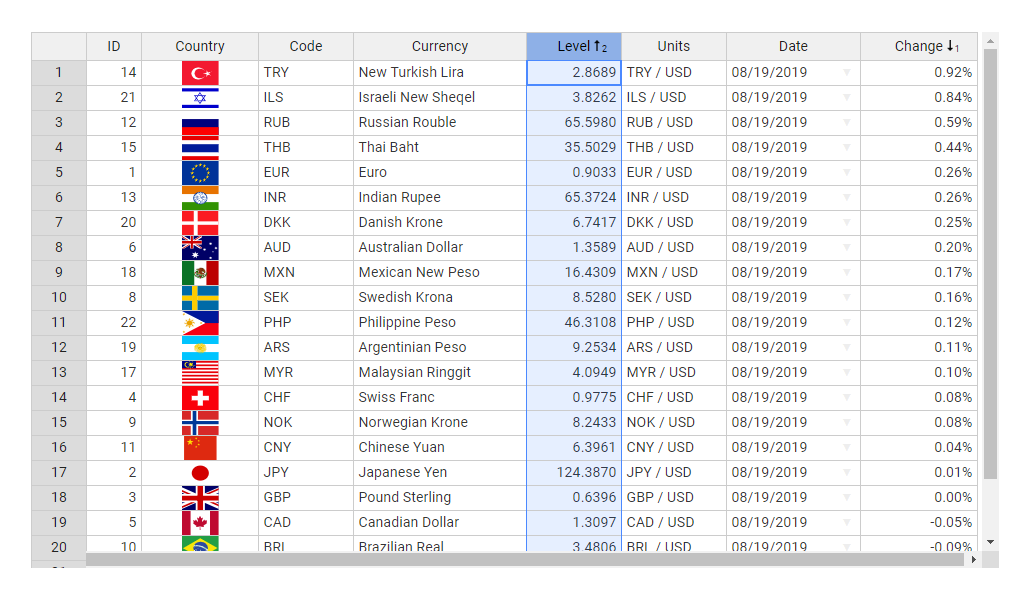 ID Country Code Currency Level ↑2 Units Date Change ↓1
1 14 TRY New Turkish Lira 2.8689 TRY / USD 08/19/2019 ▼ 0.92%
2 21 ILS Israeli New Sheqel 3.8262 ILS / USD 08/19/2019 ▼ 0.84%
3 12 RUB Russian Rouble 65.5980 RUB / USD 08/19/2019 ▼ 0.59%
4 15 THB Thai Baht 35.5029 THB / USD 08/19/2019 ▼ 0.44%
5 1 EUR Euro 0.9033 EUR / USD 08/19/2019 ▼ 0.26%
6 13 INR Indian Rupee 65.3724 INR / USD 08/19/2019 ▼ 0.26%
7 20 DKK Danish Krone 6.7417 DKK / USD 08/19/2019 ▼ 0.25%
8 6 AUD Australian Dollar 1.3589 AUD / USD 08/19/2019 ▼ 0.20%
9 18 MXN Mexican New Peso 16.4309 MXN / USD 08/19/2019 ▼ 0.17%
10 8 SEK Swedish Krona 8.5280 SEK / USD 08/19/2019 ▼ 0.16%
11 22 PHP Philippine Peso 46.3108 PHP / USD 08/19/2019 ▼ 0.12%
12 19 ARS Argentinian Peso 9.2534 ARS / USD 08/19/2019 ▼ 0.11%
13 17 MYR Malaysian Ringgit 4.0949 MYR / USD 08/19/2019 ▼ 0.10%
14 4 CHF Swiss Franc 0.9775 CHF / USD 08/19/2019 ▼ 0.08%
15 9 NOK Norwegian Krone 8.2433 NOK / USD 08/19/2019 ▼ 0.08%
16 11 CNY Chinese Yuan 6.3961 CNY / USD 08/19/2019 ▼ 0.04%
17 2 JPY Japanese Yen 124.3870 JPY / USD 08/19/2019 ▼ 0.01%
18 3 GBP Pound Sterling 0.6396 GBP / USD 08/19/2019 ▼ 0.00%
19 5 CAD Canadian Dollar 1.3097 CAD / USD 08/19/2019 ▼ -0.05%
20 10 BRL Brazilian Real 3.4806 BRL / USD 08/19/2019 ▼ -0.09%